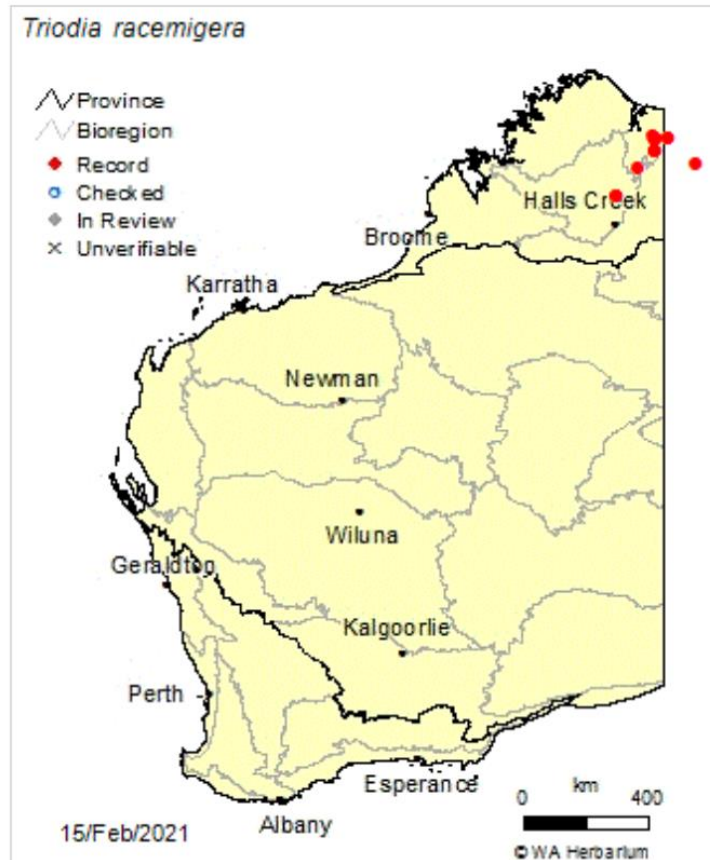 Triodia racemigera
Province
Bioregion
Record
Checked
In Review
Unverifiable
Halls Creek
Broome
Karratha
Newman
Wiluna
Geraldton
Kalgoorlie
Perth
Esperance
Albany
km
0 400
15/Feb/2021
© WA Herbarium